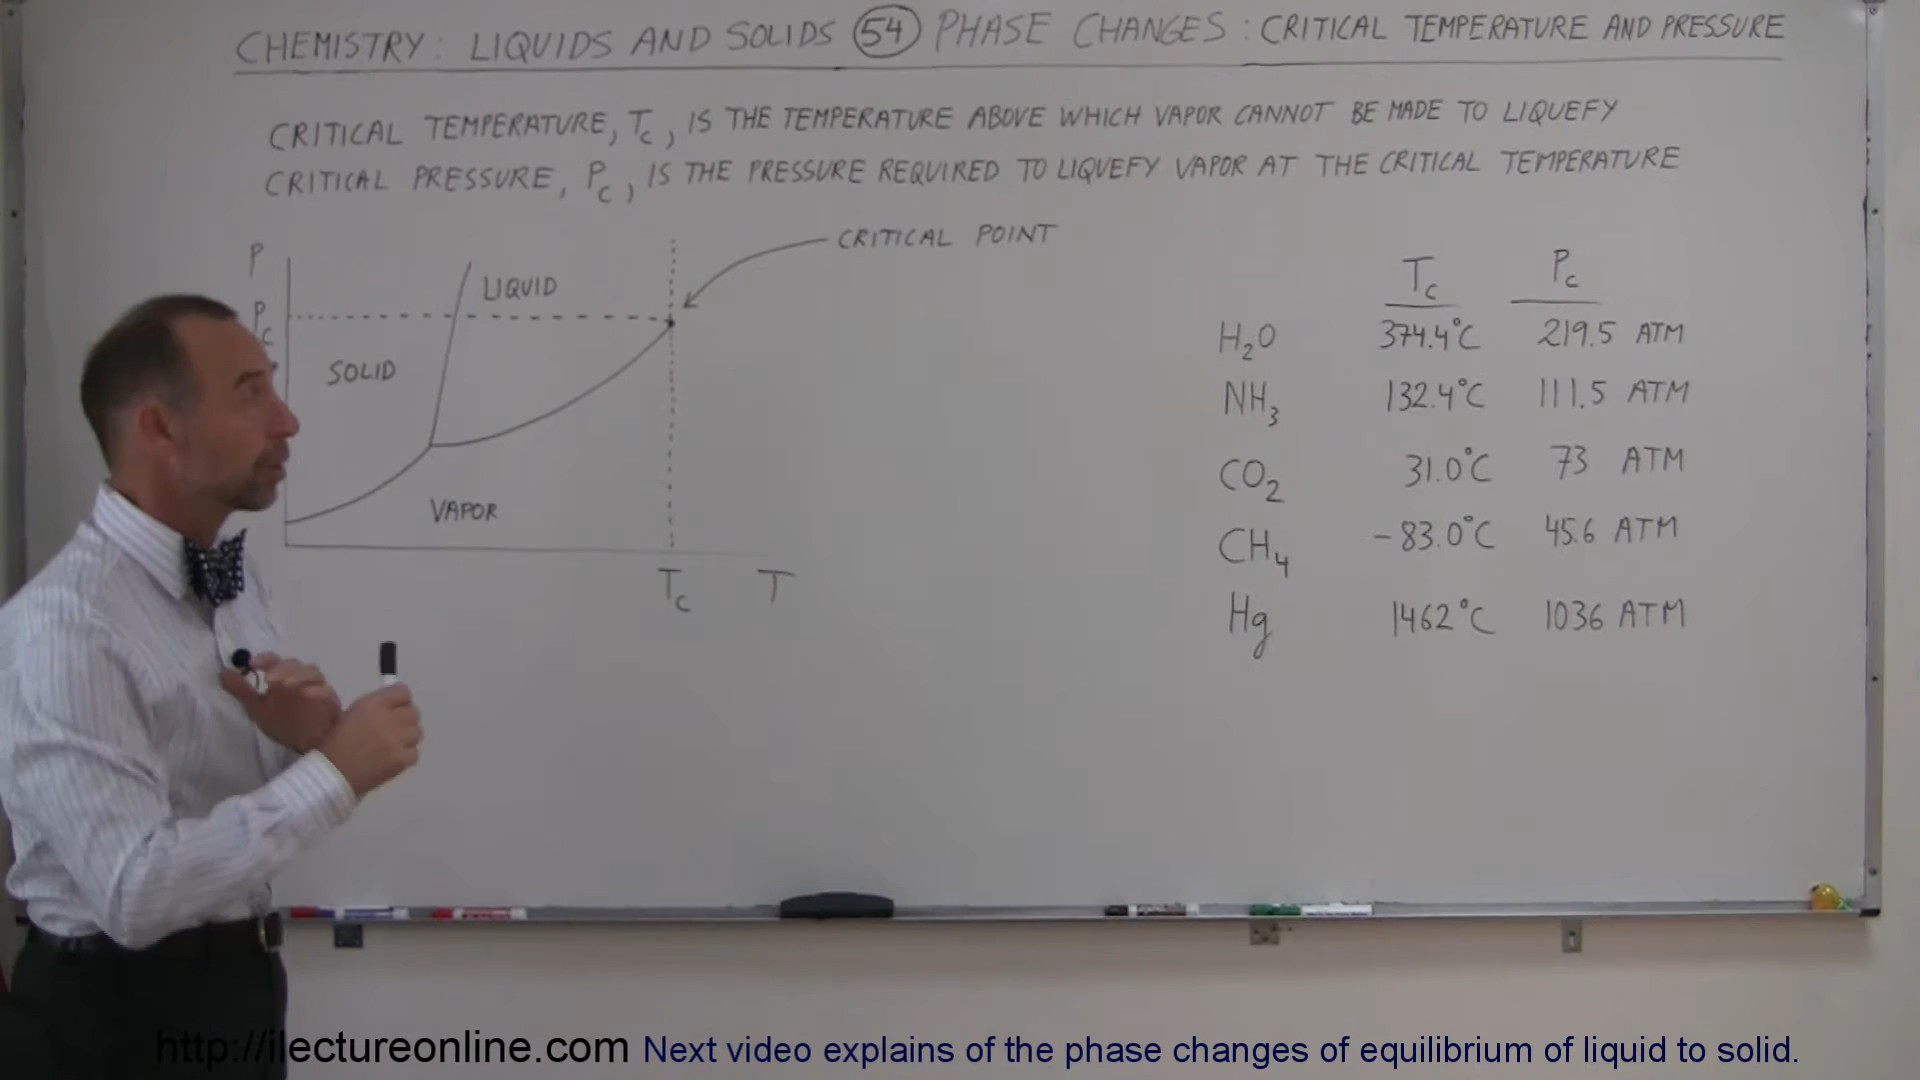 CHEMISTRY: LIQUIDS AND SOLIDS 54 PHASE CHANGES: CRITICAL TEMPERATURE AND PRESSURE
CRITICAL TEMPERATURE, Tc, IS THE TEMPERATURE ABOVE WHICH VAPOR CANNOT BE MADE TO LIQUEFY
CRITICAL PRESSURE, Pc, IS THE PRESSURE REQUIRED TO LIQUEFY VAPOR AT THE CRITICAL TEMPERATURE
CRITICAL POINT
P
LIQUID
Pc
SOLID
VAPOR
Tc T
Tc Pc
H2O 374.4°C 219.5 ATM
NH3 132.4°C 111.5 ATM
CO2 31.0°C 73 ATM
CH4 -83.0°C 45.6 ATM
Hg 1462°C 1036 ATM
http://ilectureonline.com Next video explains of the phase changes of equilibrium of liquid to solid.